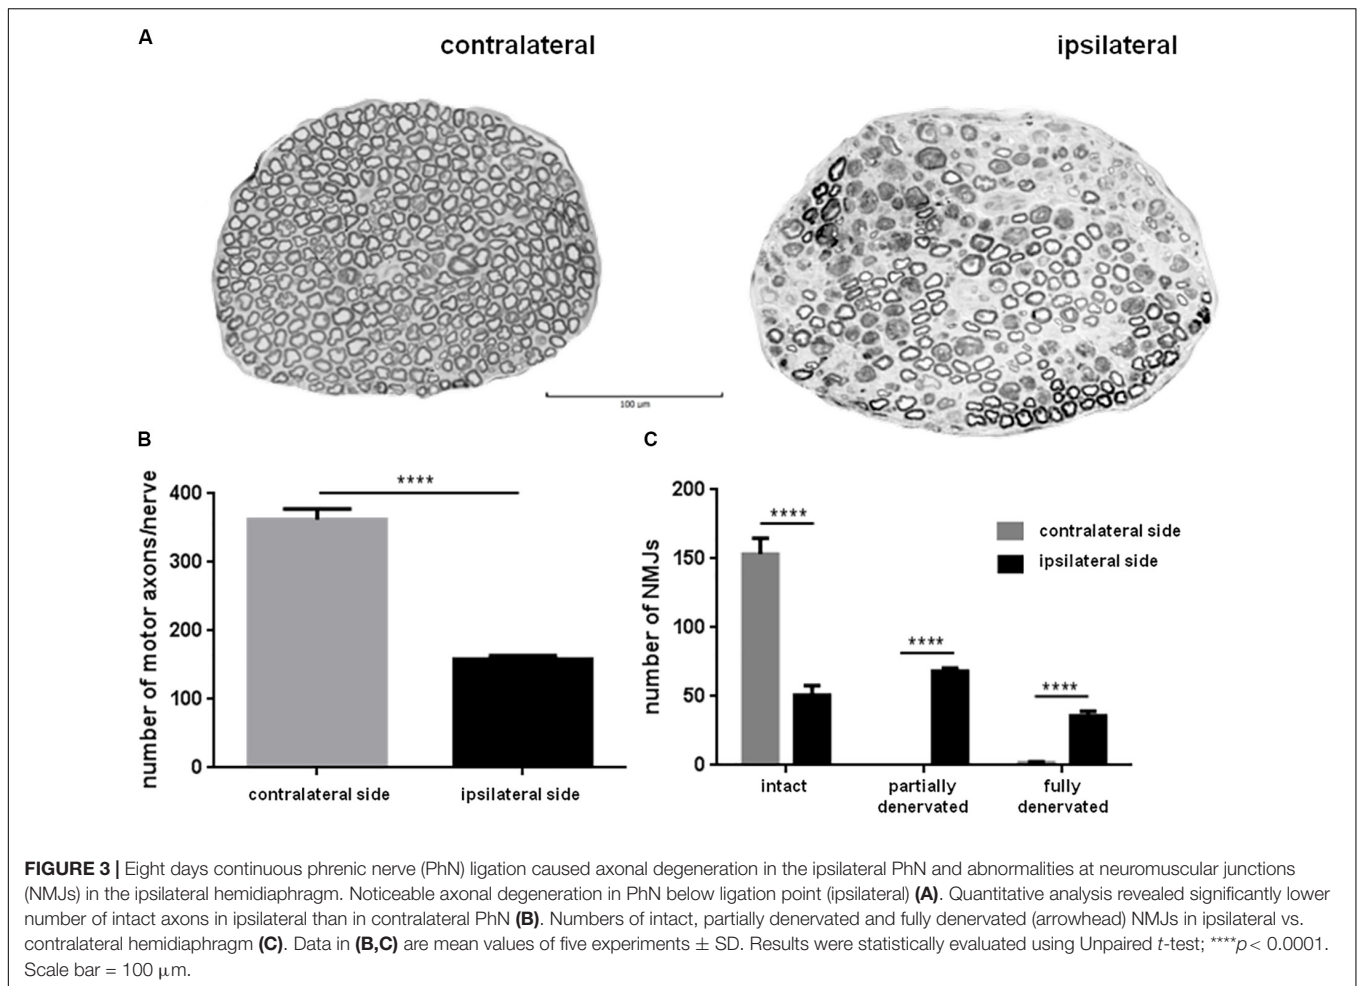 A
contralateral
ipsilateral
100 µm
B
C
number of motor axons/nerve
400
300
200
100
0
****
contralateral side
ipsilateral side
number of NMJs
200
150
100
50
0
****
****
****
contralateral side
ipsilateral side
intact
partially
denervated
fully
denervated
FIGURE 3 | Eight days continuous phrenic nerve (PhN) ligation caused axonal degeneration in the ipsilateral PhN and abnormalities at neuromuscular junctions
(NMJs) in the ipsilateral hemidiaphragm. Noticeable axonal degeneration in PhN below ligation point (ipsilateral) (A). Quantitative analysis revealed significantly lower
number of intact axons in ipsilateral than in contralateral PhN (B). Numbers of intact, partially denervated and fully denervated (arrowhead) NMJs in ipsilateral vs.
contralateral hemidiaphragm (C). Data in (B,C) are mean values of five experiments ± SD. Results were statistically evaluated using Unpaired t-test; ****p < 0.0001.
Scale bar = 100 µm.